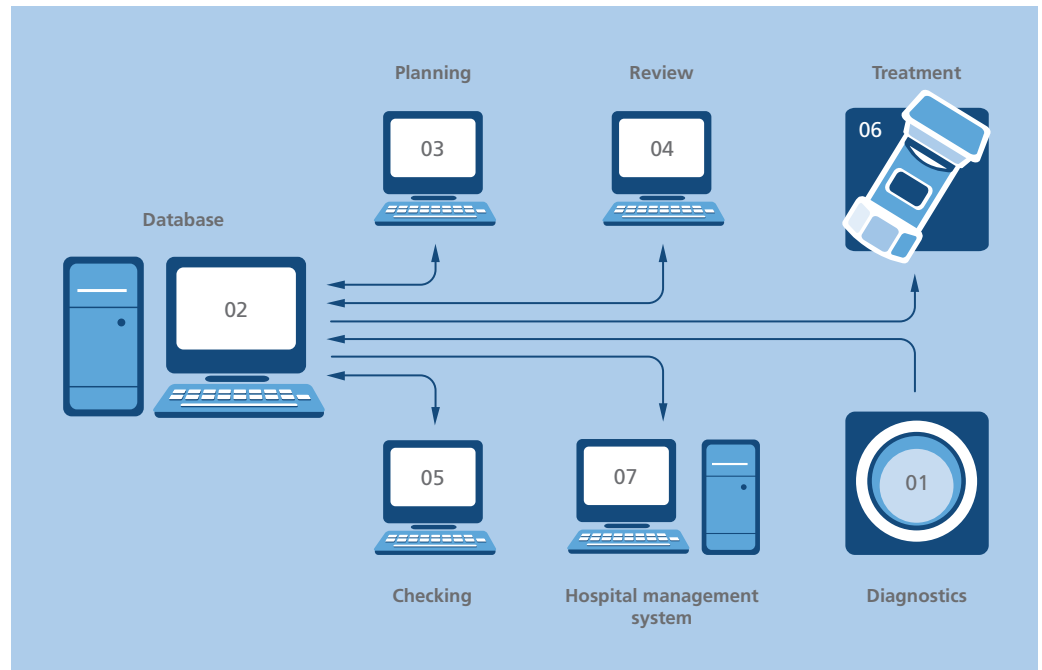 Planning
Review
Treatment
03
04
06
Database
02
05
07
01
Checking
Hospital management
system
Diagnostics